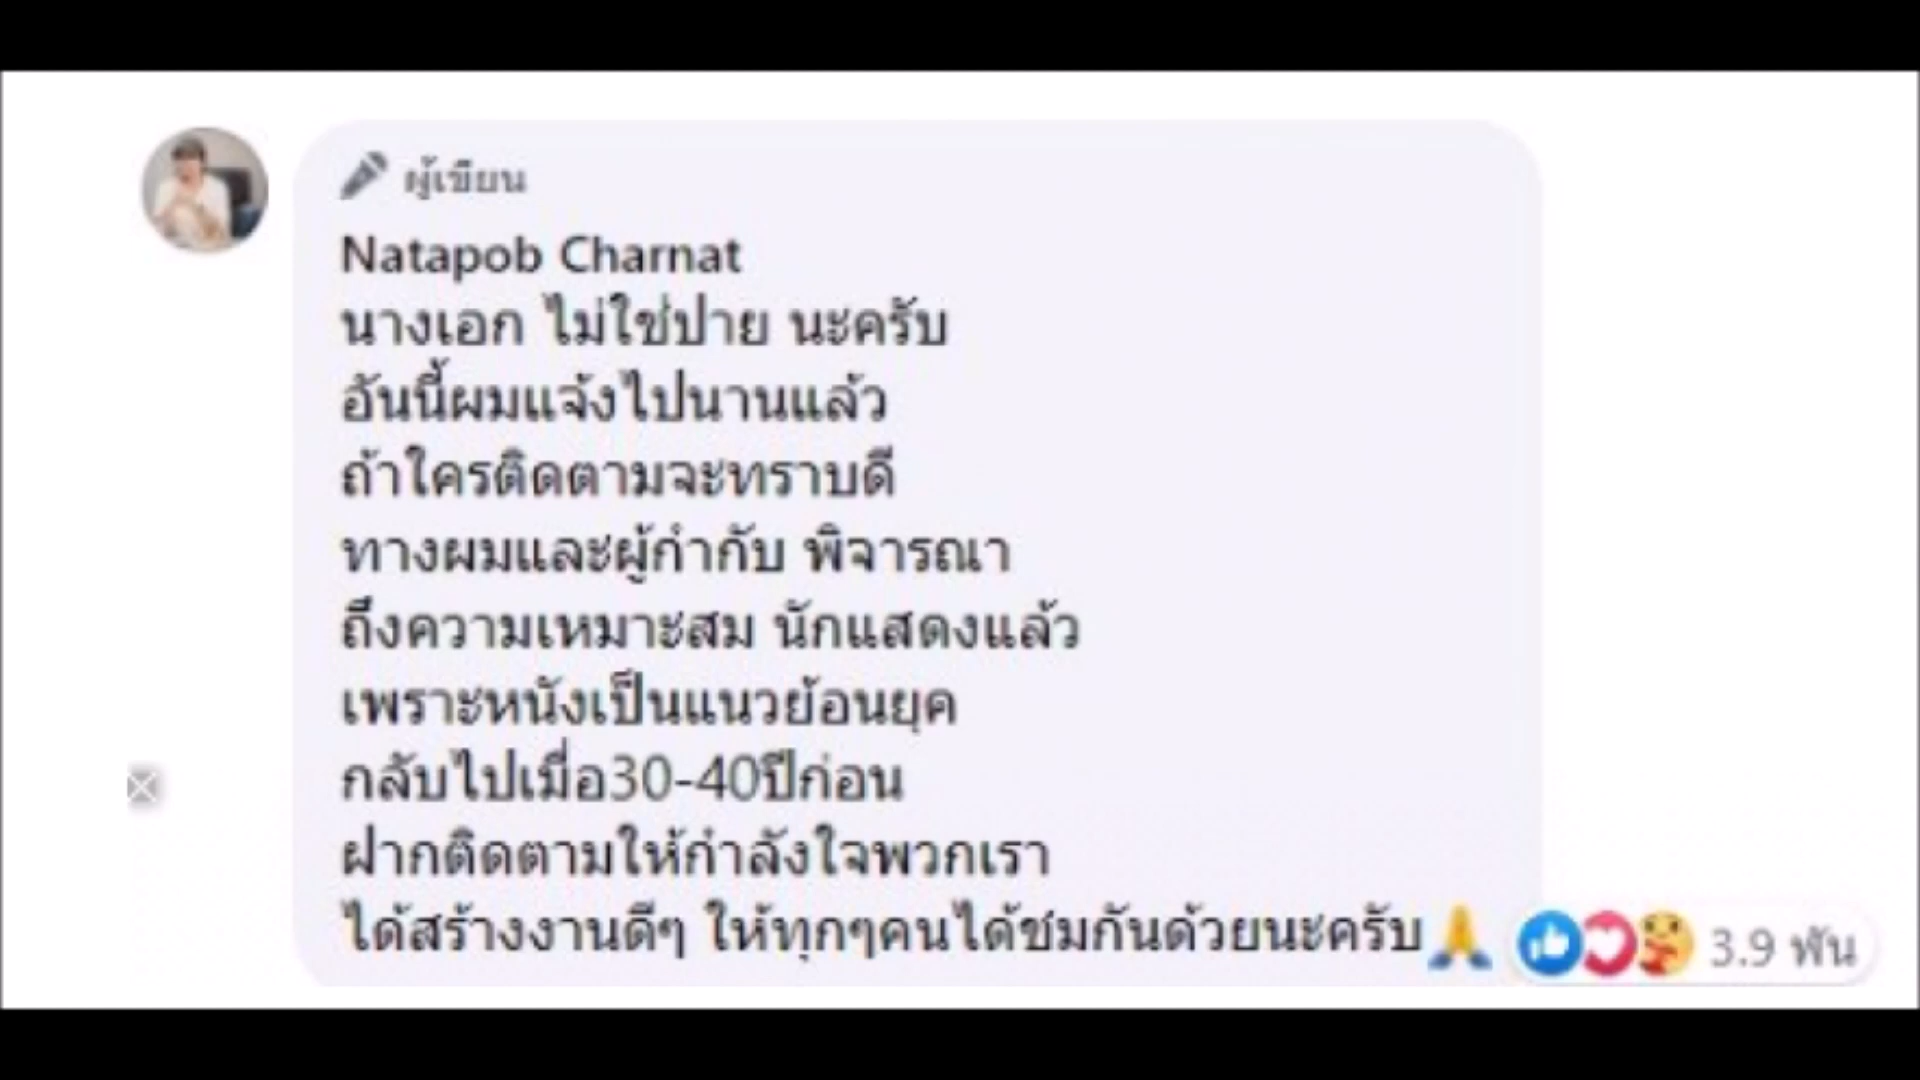 ผู้เขียน
Natapob Charnat
นางเอก ไม่ใช่ปาย นะครับ
อันนี้ผมแจ้งไปนานแล้ว
ถ้าใครติดตามจะทราบดี
ทางผมและผู้กำกับ พิจารณา
ถึงความเหมาะสม นักแสดงแล้ว
เพราะหนังเป็นแนวย้อนยุค
กลับไปเมื่อ30-40ปีก่อน
ฝากติดตามให้กำลังใจพวกเรา
ได้สร้างงานดีๆ ให้ทุกๆคนได้ชมกันด้วยนะครับ🙏
3.9 พัน